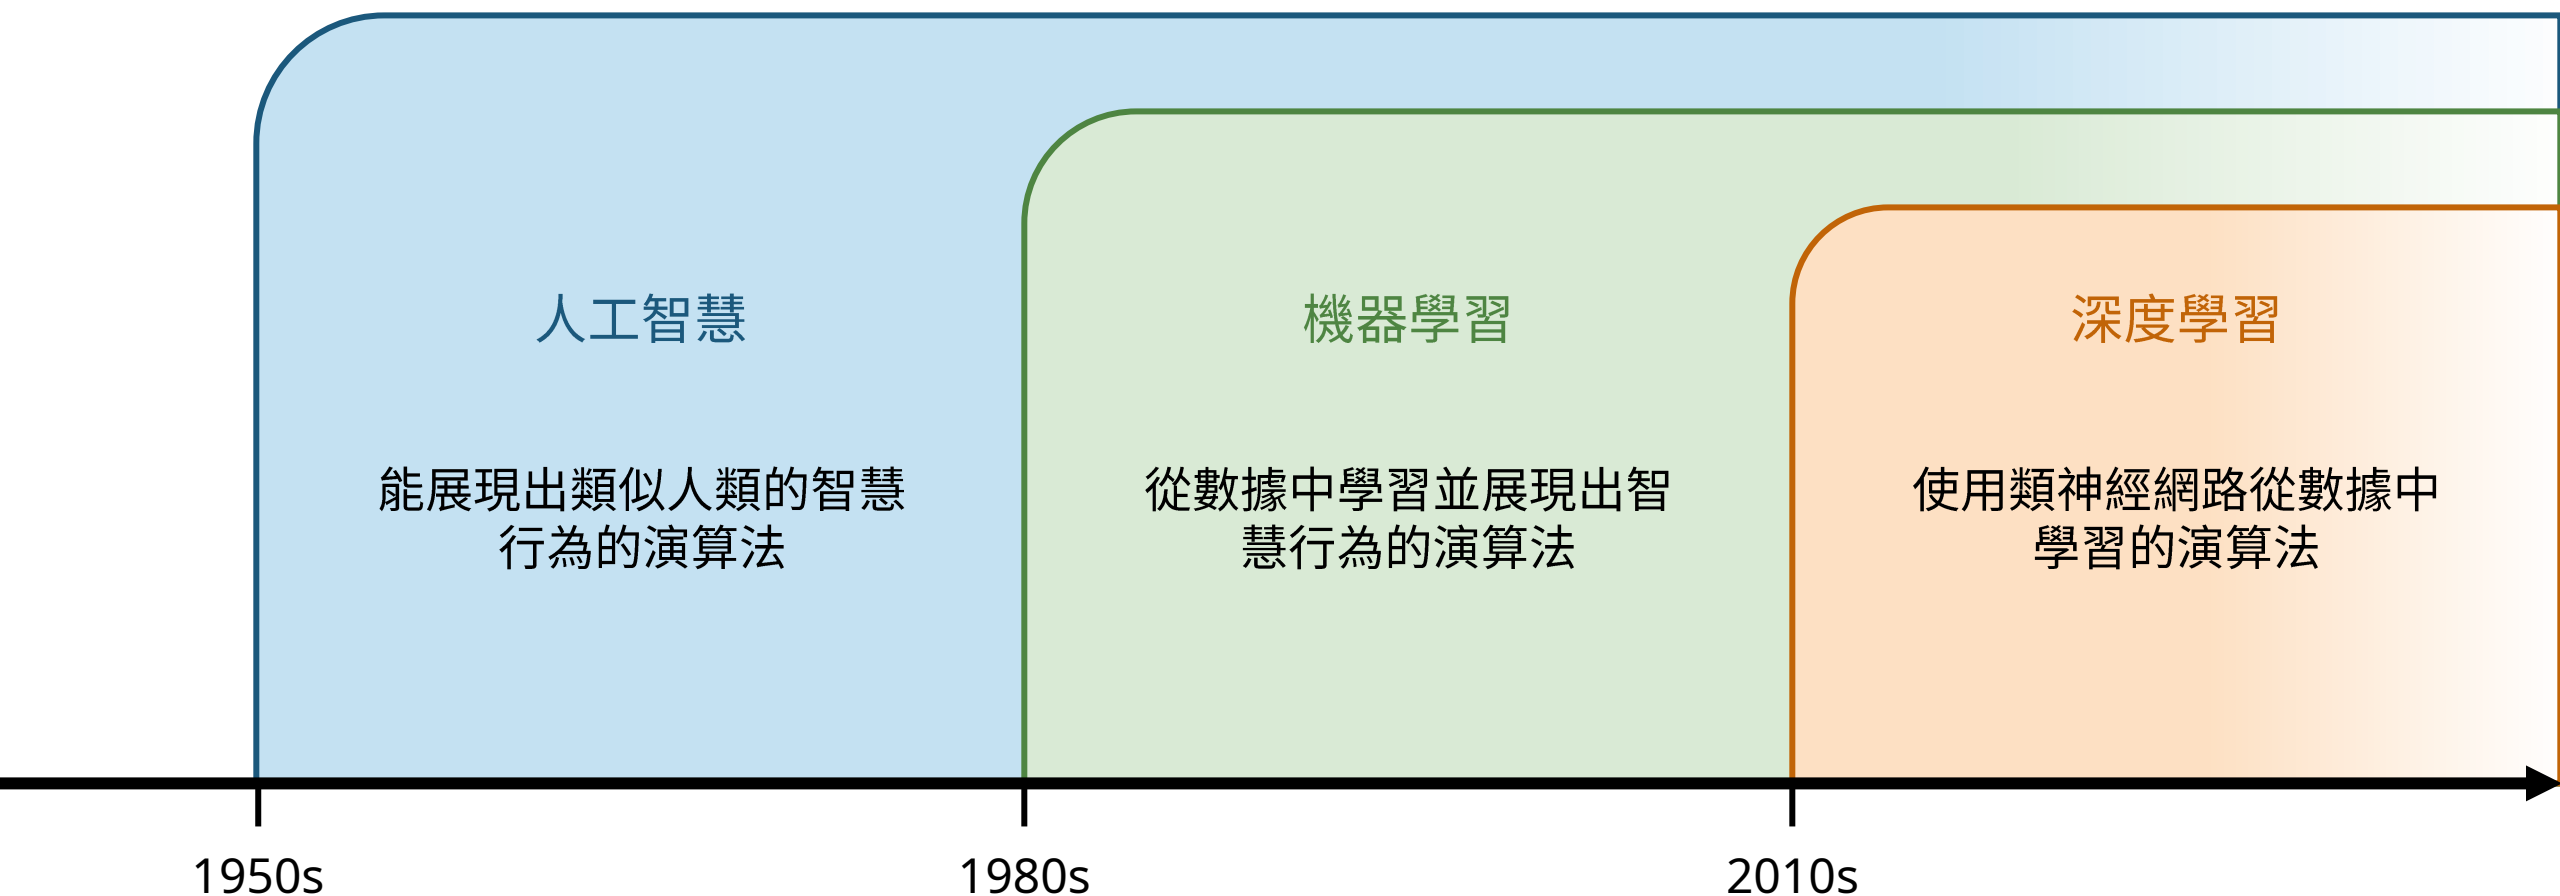 人工智慧
能展現出類似人類的智慧
行為的演算法
機器學習
從數據中學習並展現出智
慧行為的演算法
深度學習
使用類神經網路從數據中
學習的演算法
1950s
1980s
2010s